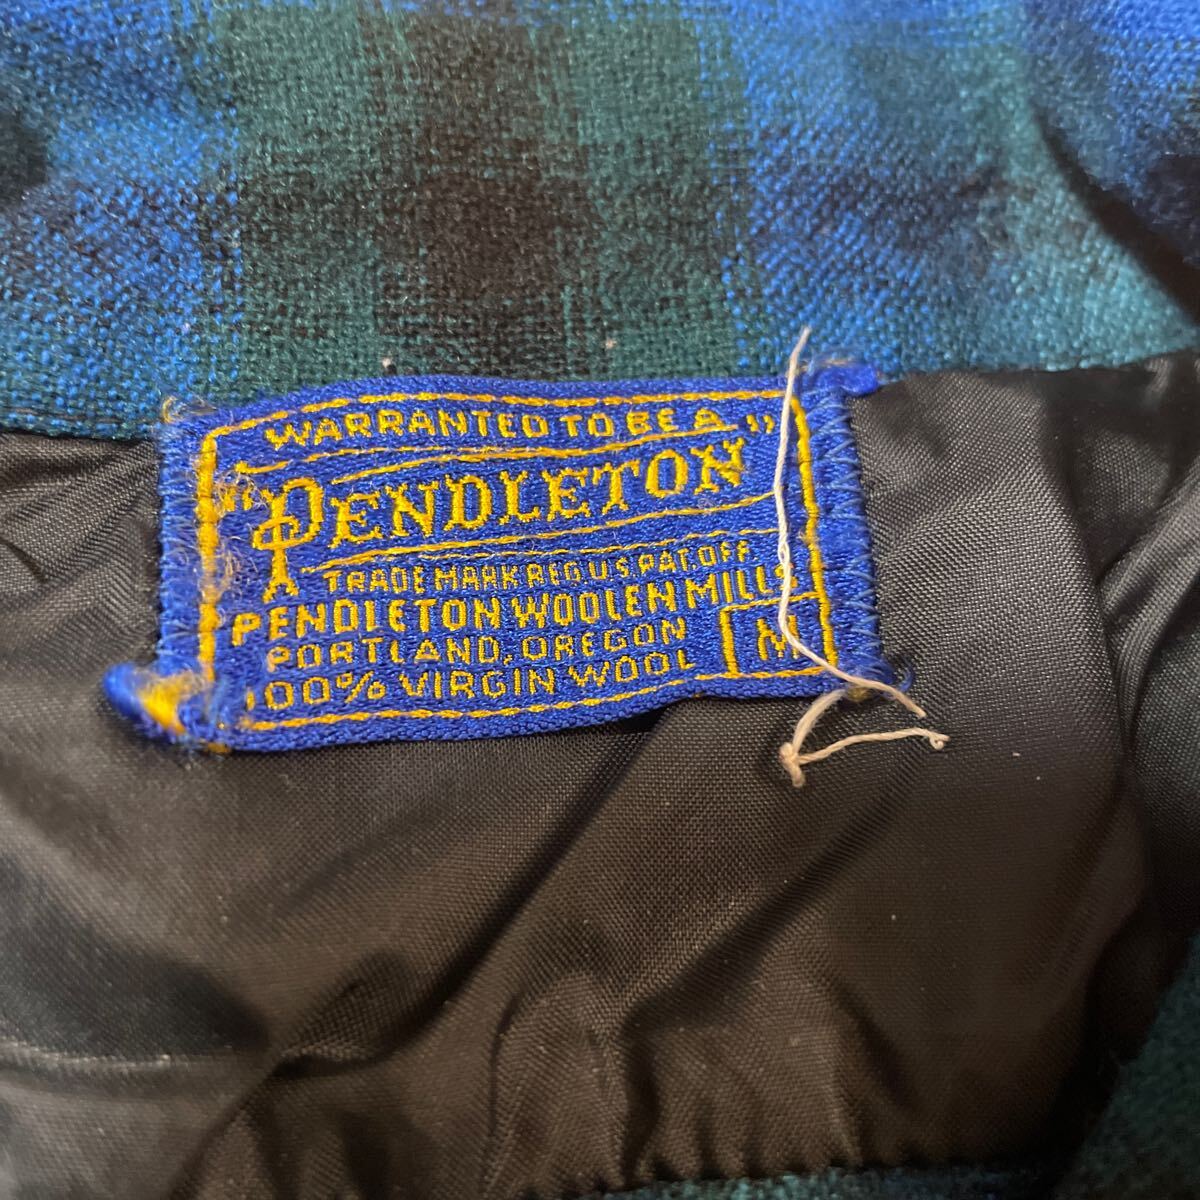 WARRANTED TO BE A
"PENDLETON"
TRADE MARK REG. U.S. PAT. OFF.
PENDLETON WOOLEN MILLS
PORTLAND, OREGON
100% VIRGIN WOOL
M